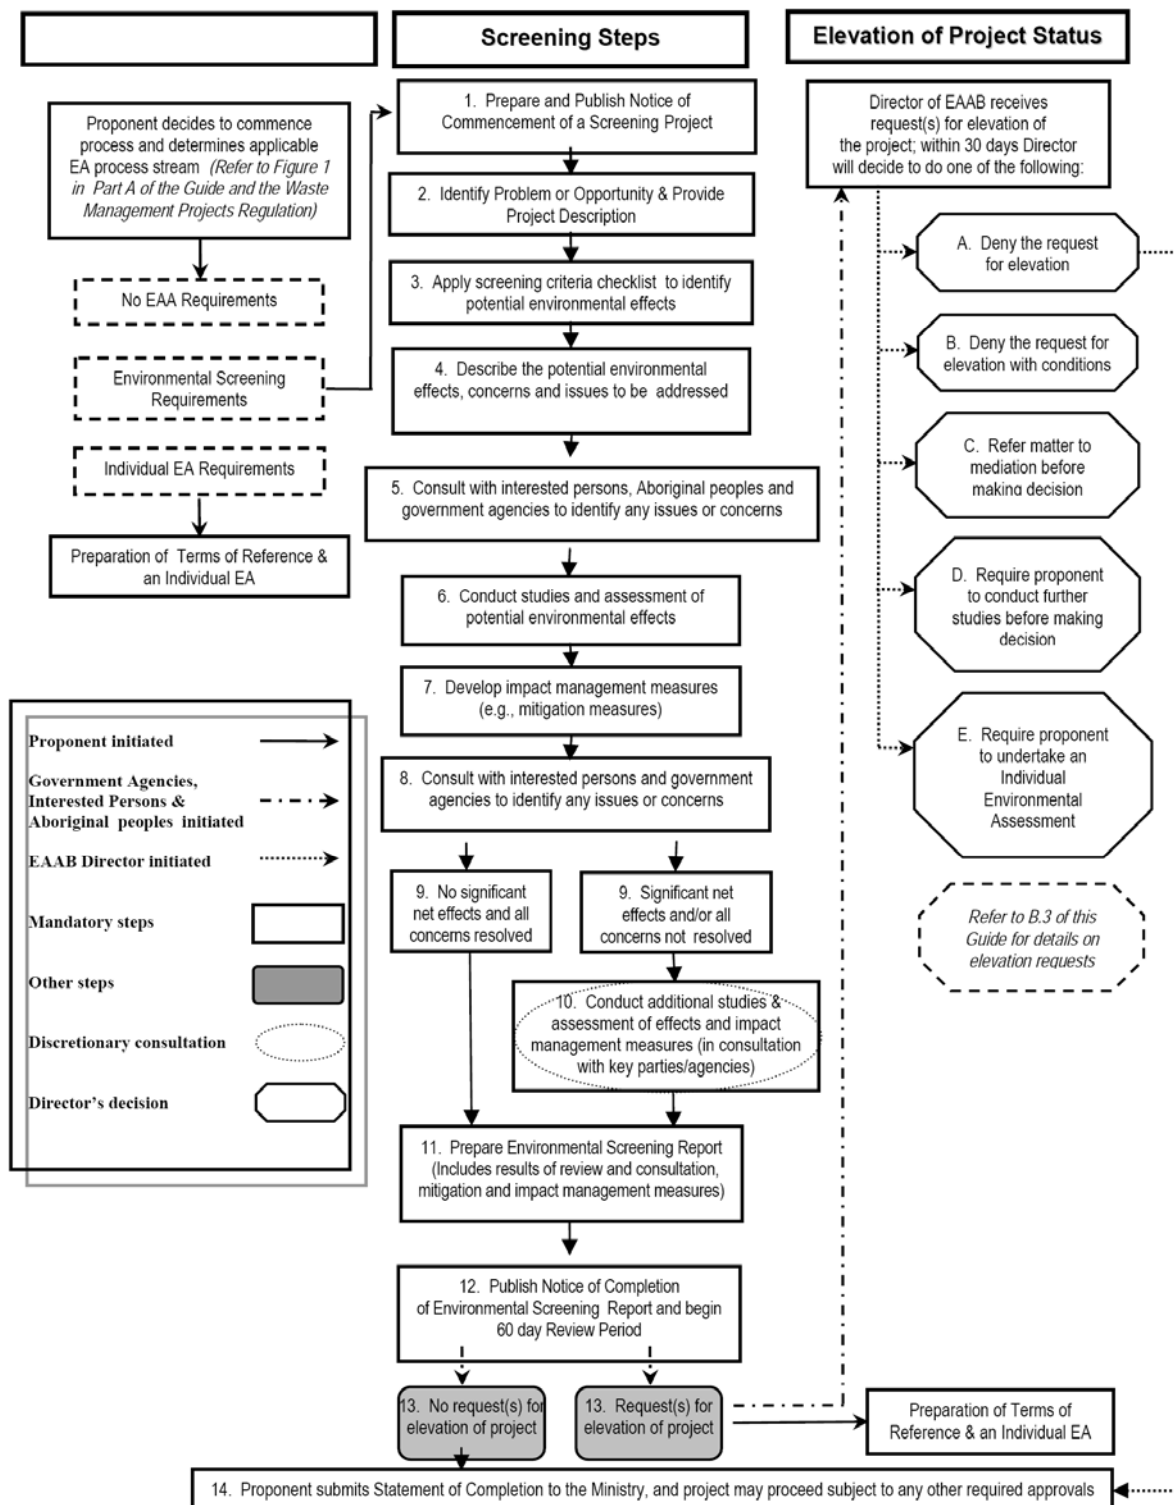 Screening Steps
Elevation of Project Status
Proponent decides to commence
process and determines applicable
EA process stream (Refer to Figure 1
in Part A of the Guide and the Waste
Management Projects Regulation)
No EAA Requirements
Environmental Screening
Requirements
Individual EA Requirements
Preparation of Terms of Reference &
an Individual EA
1. Prepare and Publish Notice of
Commencement of a Screening Project
2. Identify Problem or Opportunity & Provide
Project Description
3. Apply screening criteria checklist to identify
potential environmental effects
4. Describe the potential environmental
effects, concerns and issues to be addressed
5. Consult with interested persons, Aboriginal peoples and
government agencies to identify any issues or concerns
6. Conduct studies and assessment of
potential environmental effects
7. Develop impact management measures
(e.g., mitigation measures)
8. Consult with interested persons and government
agencies to identify any issues or concerns
9. No significant
net effects and all
concerns resolved
9. Significant net
effects and/or all
concerns not resolved
10. Conduct additional studies &
assessment of effects and impact
management measures (in consultation
with key parties/agencies)
11. Prepare Environmental Screening Report
(Includes results of review and consultation,
mitigation and impact management measures)
12. Publish Notice of Completion
of Environmental Screening Report and begin
60 day Review Period
13. No request(s) for
elevation of project
13. Request(s) for
elevation of project
Preparation of Terms of
Reference & an Individual EA
14. Proponent submits Statement of Completion to the Ministry, and project may proceed subject to any other required approvals
Director of EAAB receives
request(s) for elevation of
the project; within 30 days Director
will decide to do one of the following:
A. Deny the request
for elevation
B. Deny the request for
elevation with conditions
C. Refer matter to
mediation before
making decision
D. Require proponent
to conduct further
studies before making
decision
E. Require proponent
to undertake an
Individual
Environmental
Assessment
Refer to B.3 of this
Guide for details on
elevation requests
Proponent initiated
Government Agencies,
Interested Persons &
Aboriginal peoples initiated
EAAB Director initiated
Mandatory steps
Other steps
Discretionary consultation
Director's decision